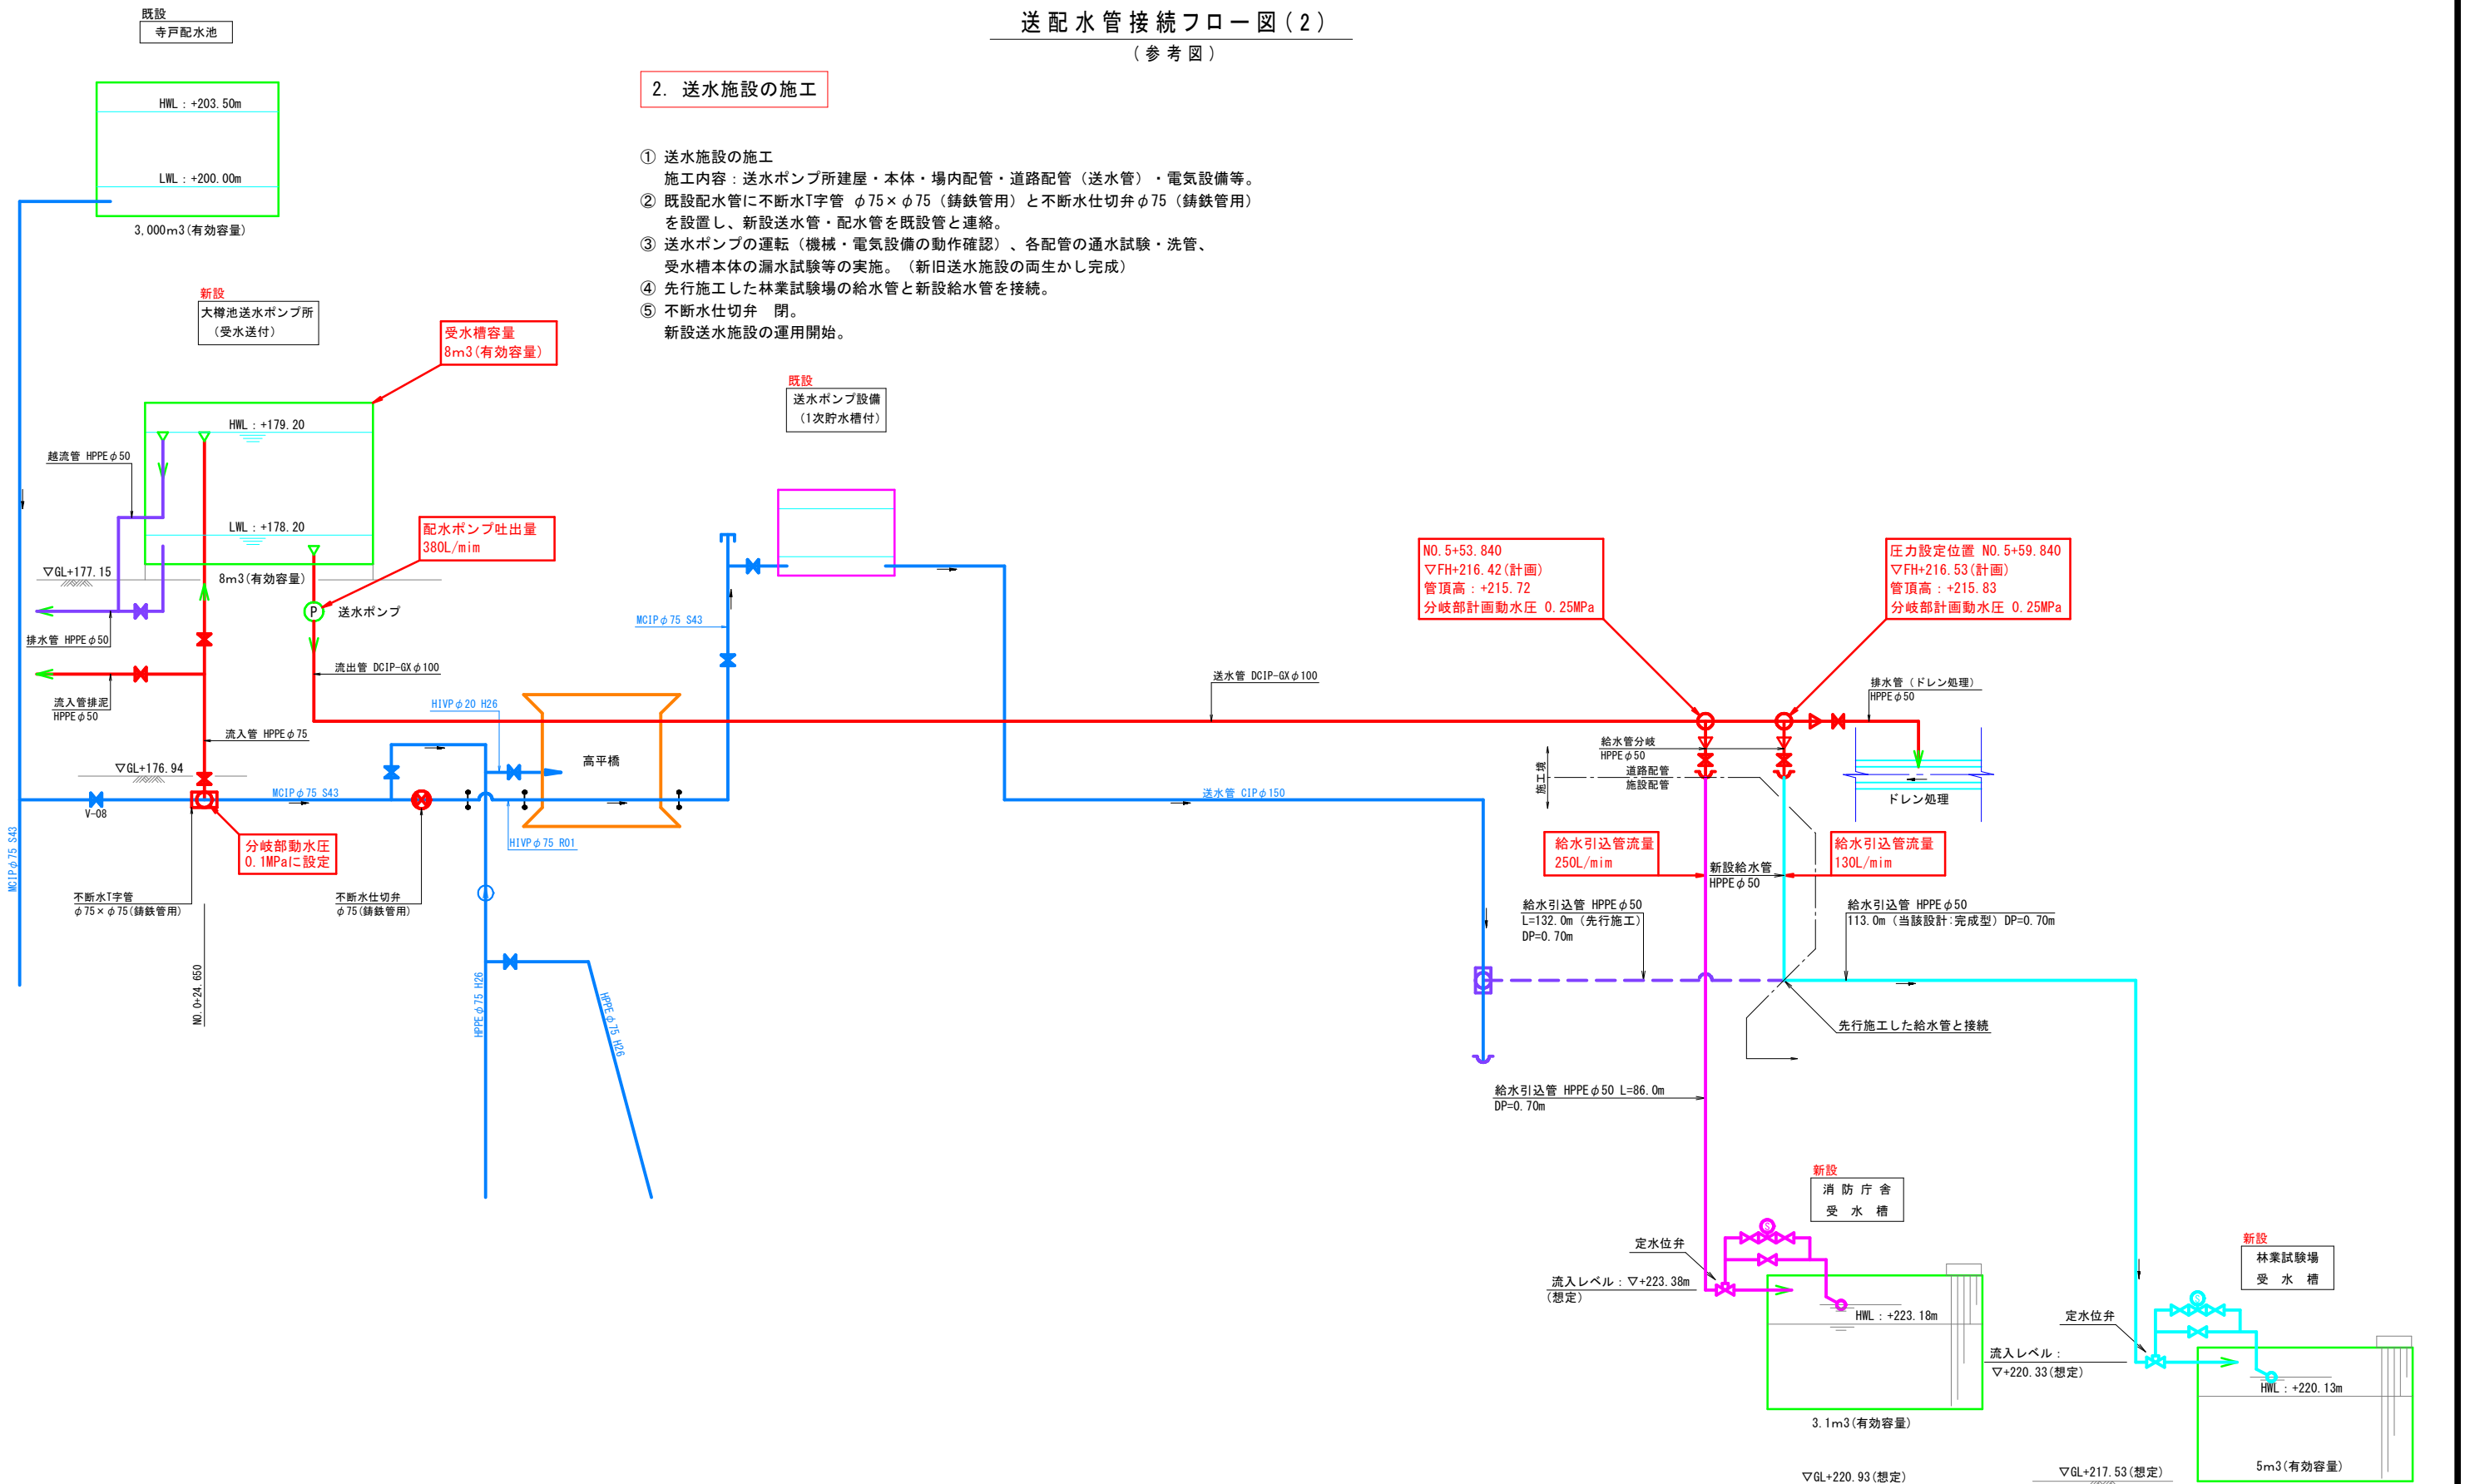 送配水管接続フロー図(2)
(参考図)
既設
寺戸配水池
HWL：+203.50m
LWL：+200.00m
3,000m3(有効容量)
2. 送水施設の施工
① 送水施設の施工
施工内容：送水ポンプ所建屋・本体・場内配管・道路配管（送水管）・電気設備等。
② 既設配水管に不断水T字管 φ75×φ75（鋳鉄管用）と不断水仕切弁φ75（鋳鉄管用）
を設置し、新設送水管・配水管を既設管と連絡。
③ 送水ポンプの運転（機械・電気設備の動作確認）、各配管の通水試験・洗管、
受水槽本体の漏水試験等の実施。（新旧送水施設の両生かし完成）
④ 先行施工した林業試験場の給水管と新設給水管を接続。
⑤ 不断水仕切弁　閉。
新設送水施設の運用開始。
新設
大樽池送水ポンプ所
（受水送付）
受水槽容量
8m3(有効容量)
HWL：+179.20
LWL：+178.20
8m3(有効容量)
越流管 HPPEφ50
▽GL+177.15
排水管 HPPEφ50
流入管排泥
HPPEφ50
配水ポンプ吐出量
380L/mim
P
送水ポンプ
流出管 DCIP-GXφ100
流入管 HPPEφ75
▽GL+176.94
V-08
MCIPφ75 S43
MCIPφ75 S43
分岐部動水圧
0.1MPaに設定
不断水T字管
φ75×φ75(鋳鉄管用)
NO.0+24.650
不断水仕切弁
φ75(鋳鉄管用)
HIVPφ20 H26
高平橋
HIVPφ75 R01
HPPEφ75 H26
HPPEφ75 H26
既設
送水ポンプ設備
（1次貯水槽付）
MCIPφ75 S43
送水管 DCIP-GXφ100
送水管 CIPφ150
NO.5+53.840
▽FH+216.42(計画)
管頂高：+215.72
分岐部計画動水圧 0.25MPa
圧力設定位置 NO.5+59.840
▽FH+216.53(計画)
管頂高：+215.83
分岐部計画動水圧 0.25MPa
排水管（ドレン処理）
HPPEφ50
ドレン処理
給水管分岐
HPPEφ50
施工境
道路配管
施設配管
給水引込管流量
250L/mim
給水引込管流量
130L/mim
新設給水管
HPPEφ50
給水引込管 HPPEφ50
L=132.0m（先行施工）
DP=0.70m
給水引込管 HPPEφ50
113.0m（当該設計:完成型）DP=0.70m
先行施工した給水管と接続
給水引込管 HPPEφ50 L=86.0m
DP=0.70m
新設
消防庁舎
受水槽
S
定水位弁
流入レベル：▽+223.38m
(想定)
HWL：+223.18m
3.1m3(有効容量)
▽GL+220.93(想定)
新設
林業試験場
受水槽
S
定水位弁
流入レベル：
▽+220.33(想定)
HWL：+220.13m
5m3(有効容量)
▽GL+217.53(想定)